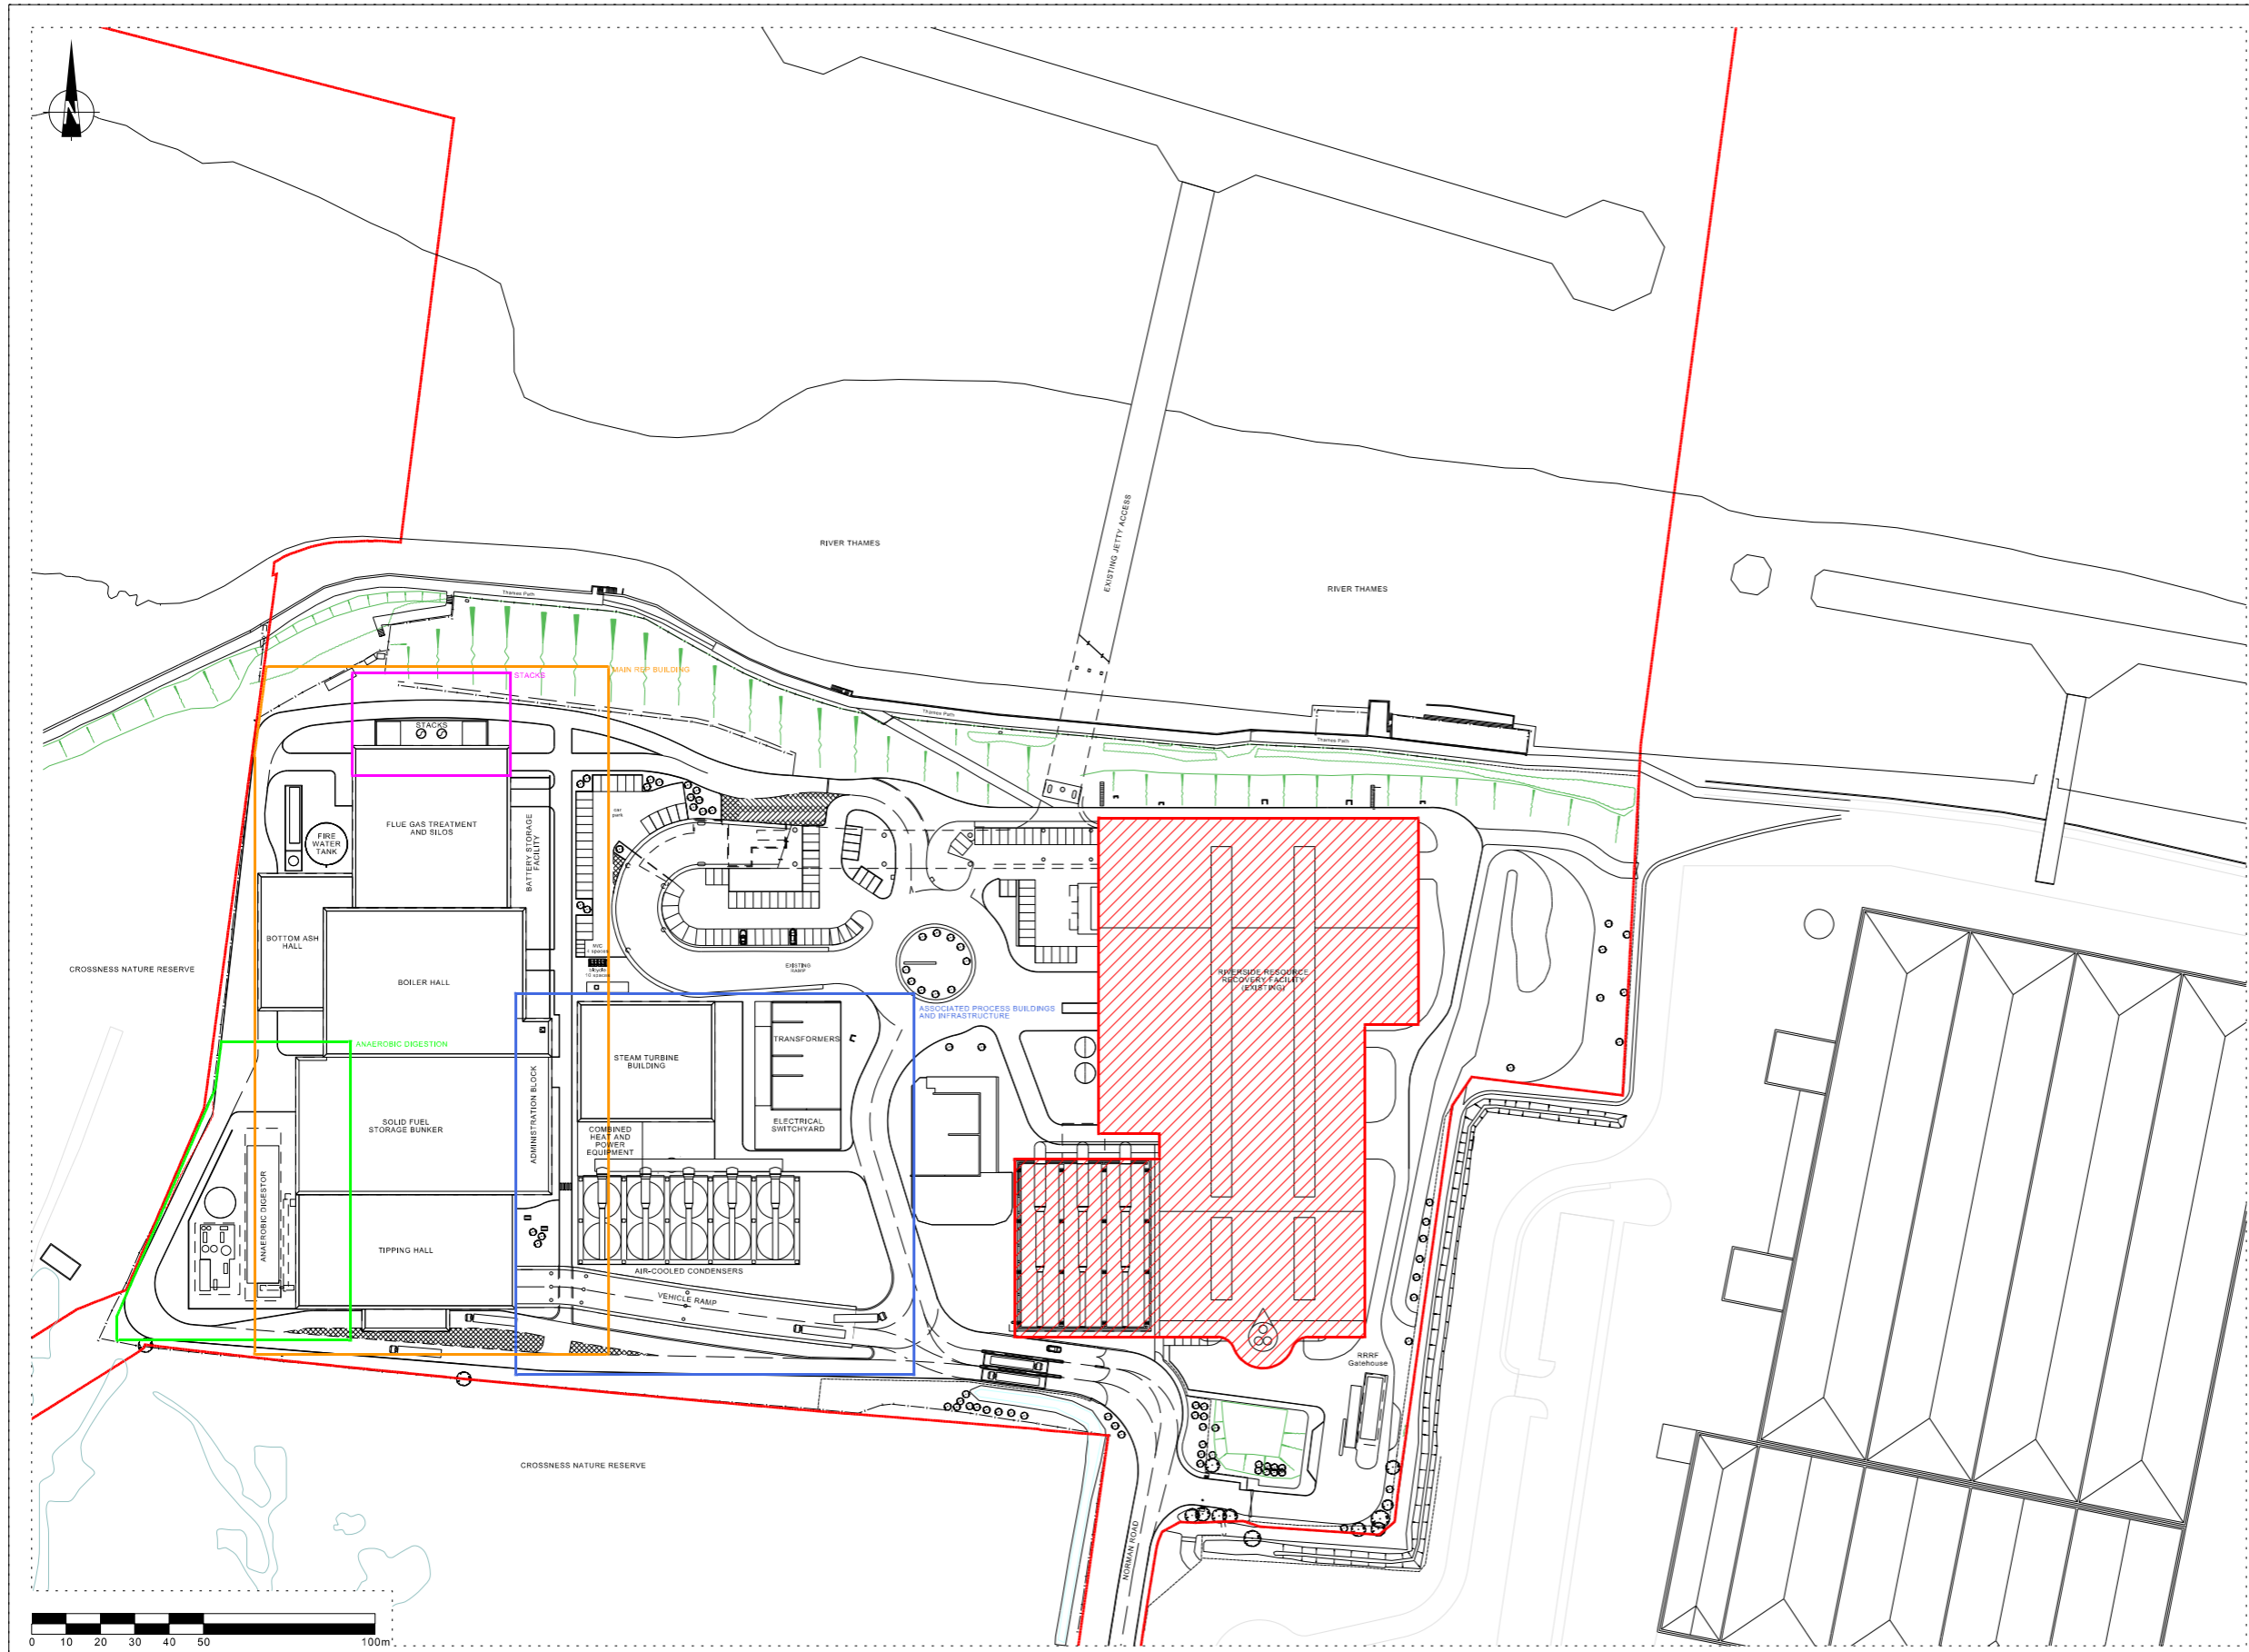 N
RIVER THAMES
EXISTING JETTY ACCESS
RIVER THAMES
Thames Path
MAIN REP BUILDING
STACKS
STACKS
Thames Path
Thames Path
car
park
FLUE GAS TREATMENT
AND SILOS
FIRE
WATER
TANK
BATTERY STORAGE
FACILITY
BOTTOM ASH
HALL
EXISTING
RAMP
CROSSNESS NATURE RESERVE
BOILER HALL
RIVERSIDE RESOURCE
RECOVERY FACILITY
(EXISTING)
ASSOCIATED PROCESS BUILDINGS
AND INFRASTRUCTURE
ANAEROBIC DIGESTION
STEAM TURBINE
BUILDING
TRANSFORMERS
SOLID FUEL
STORAGE BUNKER
ADMINISTRATION BLOCK
COMBINED
HEAT AND
POWER
EQUIPMENT
ELECTRICAL
SWITCHYARD
ANAEROBIC DIGESTOR
TIPPING HALL
AIR-COOLED CONDENSERS
VEHICLE RAMP
RRRF
Gatehouse
CROSSNESS NATURE RESERVE
NORMAN ROAD
0 10 20 30 40 50 100m